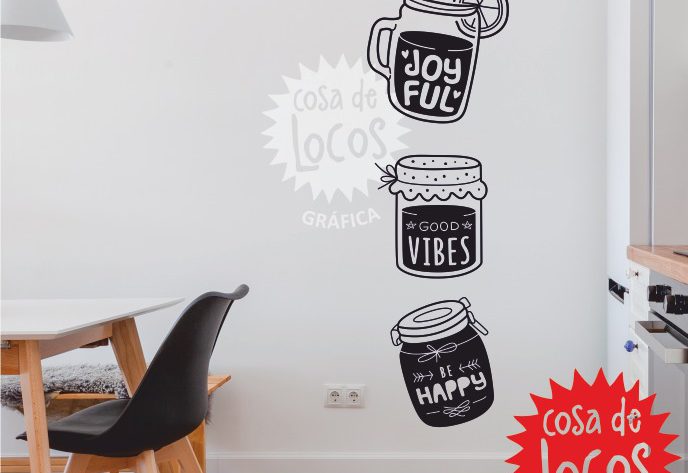 JOY
FUL
cosa de
LOCOS
GRÁFICA
GOOD
VIBES
BE
HAPPY
cosa de
LOCOS